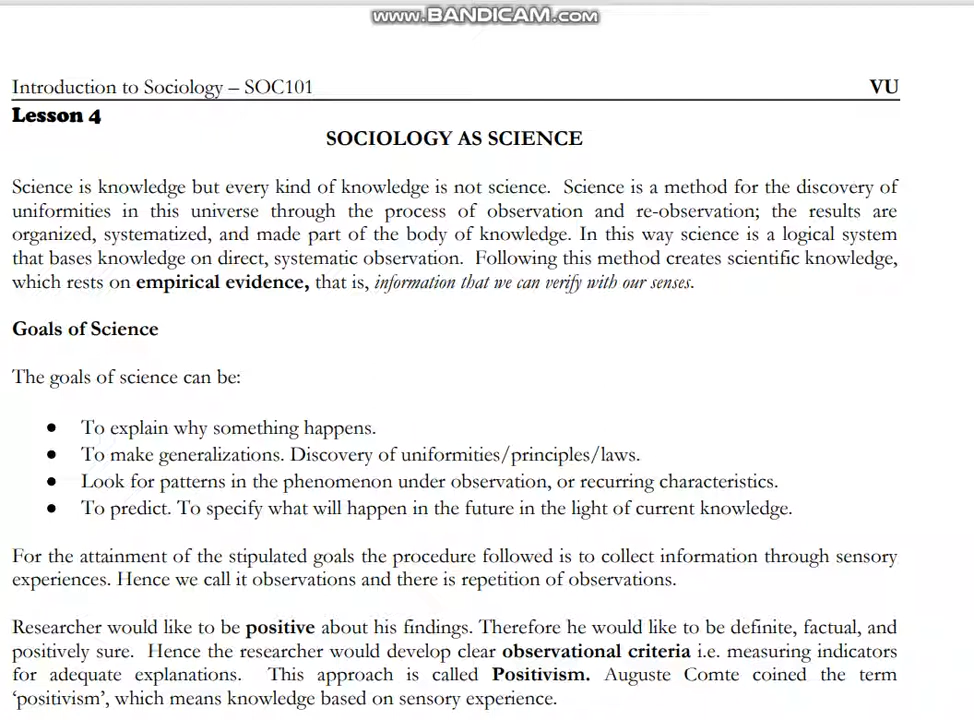 www.BANDICAM.com
Introduction to Sociology – SOC101 VU
Lesson 4
SOCIOLOGY AS SCIENCE
Science is knowledge but every kind of knowledge is not science. Science is a method for the discovery of
uniformities in this universe through the process of observation and re-observation; the results are
organized, systematized, and made part of the body of knowledge. In this way science is a logical system
that bases knowledge on direct, systematic observation. Following this method creates scientific knowledge,
which rests on empirical evidence, that is, information that we can verify with our senses.
Goals of Science
The goals of science can be:
● To explain why something happens.
● To make generalizations. Discovery of uniformities/principles/laws.
● Look for patterns in the phenomenon under observation, or recurring characteristics.
● To predict. To specify what will happen in the future in the light of current knowledge.
For the attainment of the stipulated goals the procedure followed is to collect information through sensory
experiences. Hence we call it observations and there is repetition of observations.
Researcher would like to be positive about his findings. Therefore he would like to be definite, factual, and
positively sure. Hence the researcher would develop clear observational criteria i.e. measuring indicators
for adequate explanations. This approach is called Positivism. Auguste Comte coined the term
‘positivism’, which means knowledge based on sensory experience.